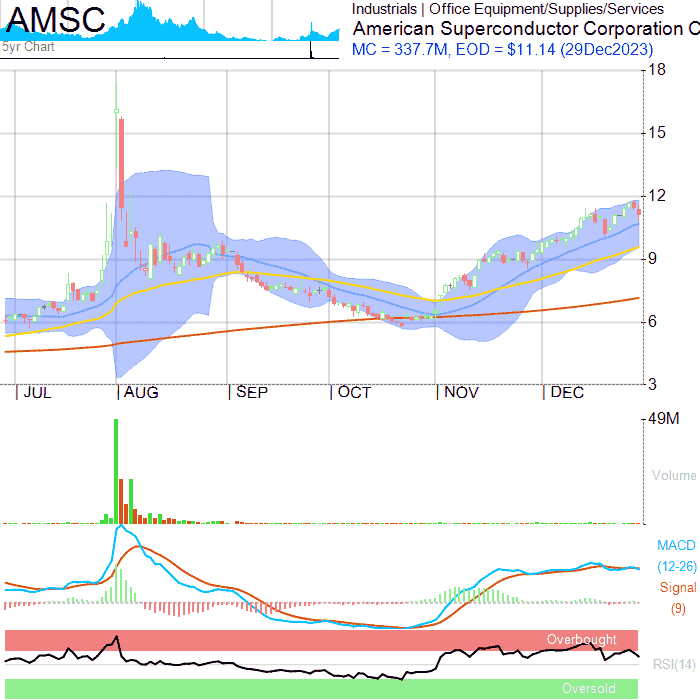 AMSC
5yr Chart
Industrials | Office Equipment/Supplies/Services
American Superconductor Corporation C
MC = 337.7M, EOD = $11.14 (29Dec2023)
18
15
12
9
6
3
JUL AUG SEP OCT NOV DEC
49M
Volume
MACD
(12-26)
Signal
(9)
Overbought
RSI(14)
Oversold